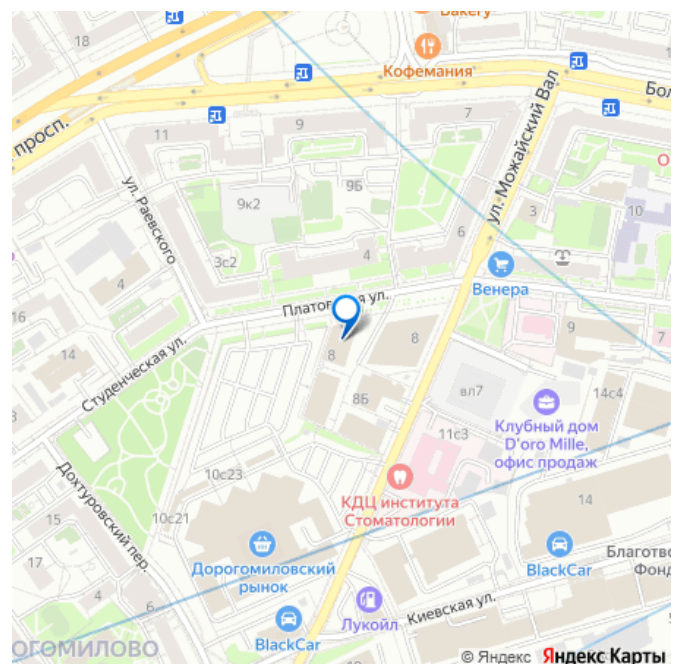 Bakery
18
Кофемания
Бол
просп.
11
9
7
ул. Можайский Вал
ул. Раевского
9к2
9Б
3
10
6
3с2
4
4
Венера
Платовская ул.
16
14
8
8
9
7
Студенческая ул.
8Б
вл7
14с4
Клубный дом
D'oro Mille,
офис продаж
11с3
10с23
КДЦ института
Стоматологии
14
15
10с21
Дохтуровский пер.
17
Дорогомиловский
рынок
BlackCar
Благотво
Фонд
4
6
Киевская ул.
Лукойл
5
BlackCar
ОГОМИЛОВО
© Яндекс Яндекс Карты